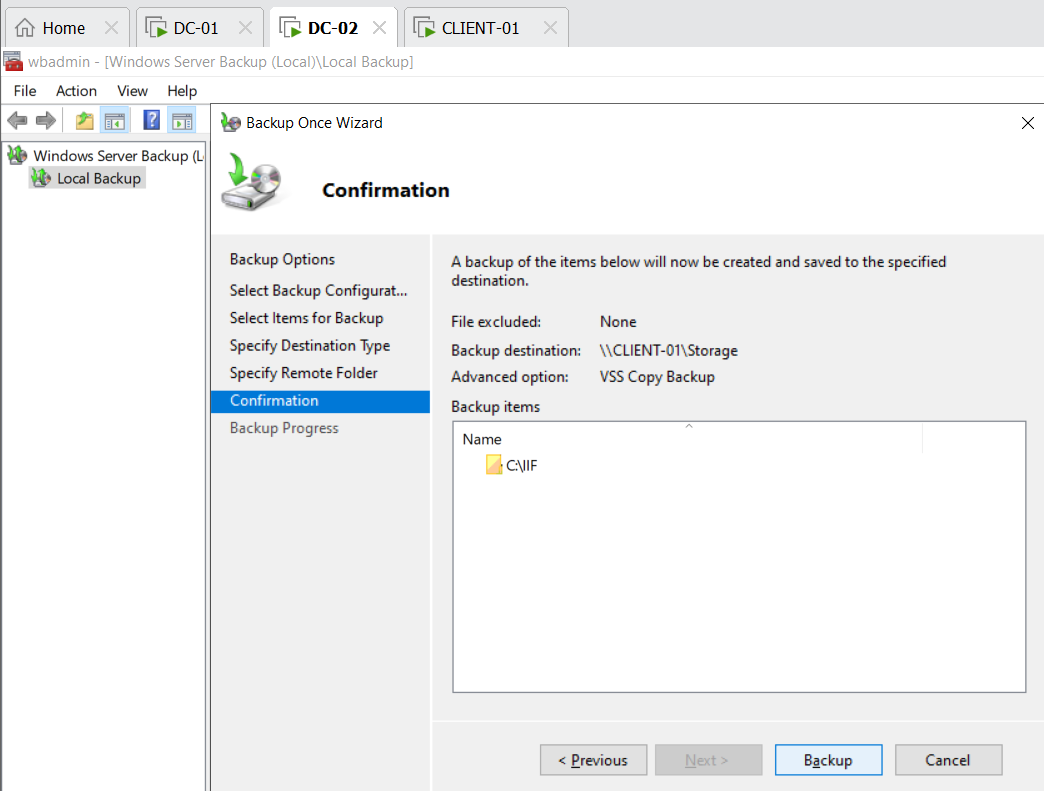 Home
DC-01
DC-02
CLIENT-01
wbadmin - [Windows Server Backup (Local)\Local Backup]
File Action View Help
Backup Once Wizard
Windows Server Backup (L
Local Backup
Confirmation
Backup Options
Select Backup Configurat...
Select Items for Backup
Specify Destination Type
Specify Remote Folder
Confirmation
Backup Progress
A backup of the items below will now be created and saved to the specified
destination.
File excluded: None
Backup destination: \\CLIENT-01\Storage
Advanced option: VSS Copy Backup
Backup items
Name
C:\IIF
< Previous
Next >
Backup
Cancel